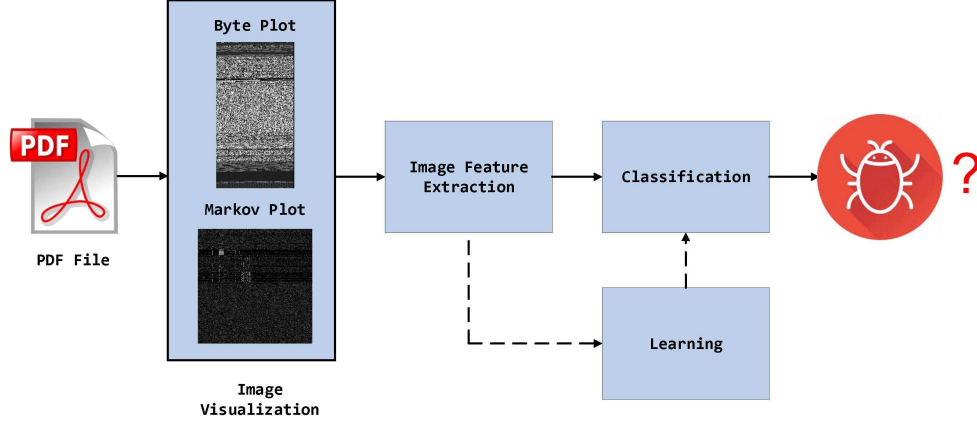 Byte Plot
PDF
Markov Plot
PDF File
Image
Visualization
Image Feature
Extraction
Classification
Learning
?